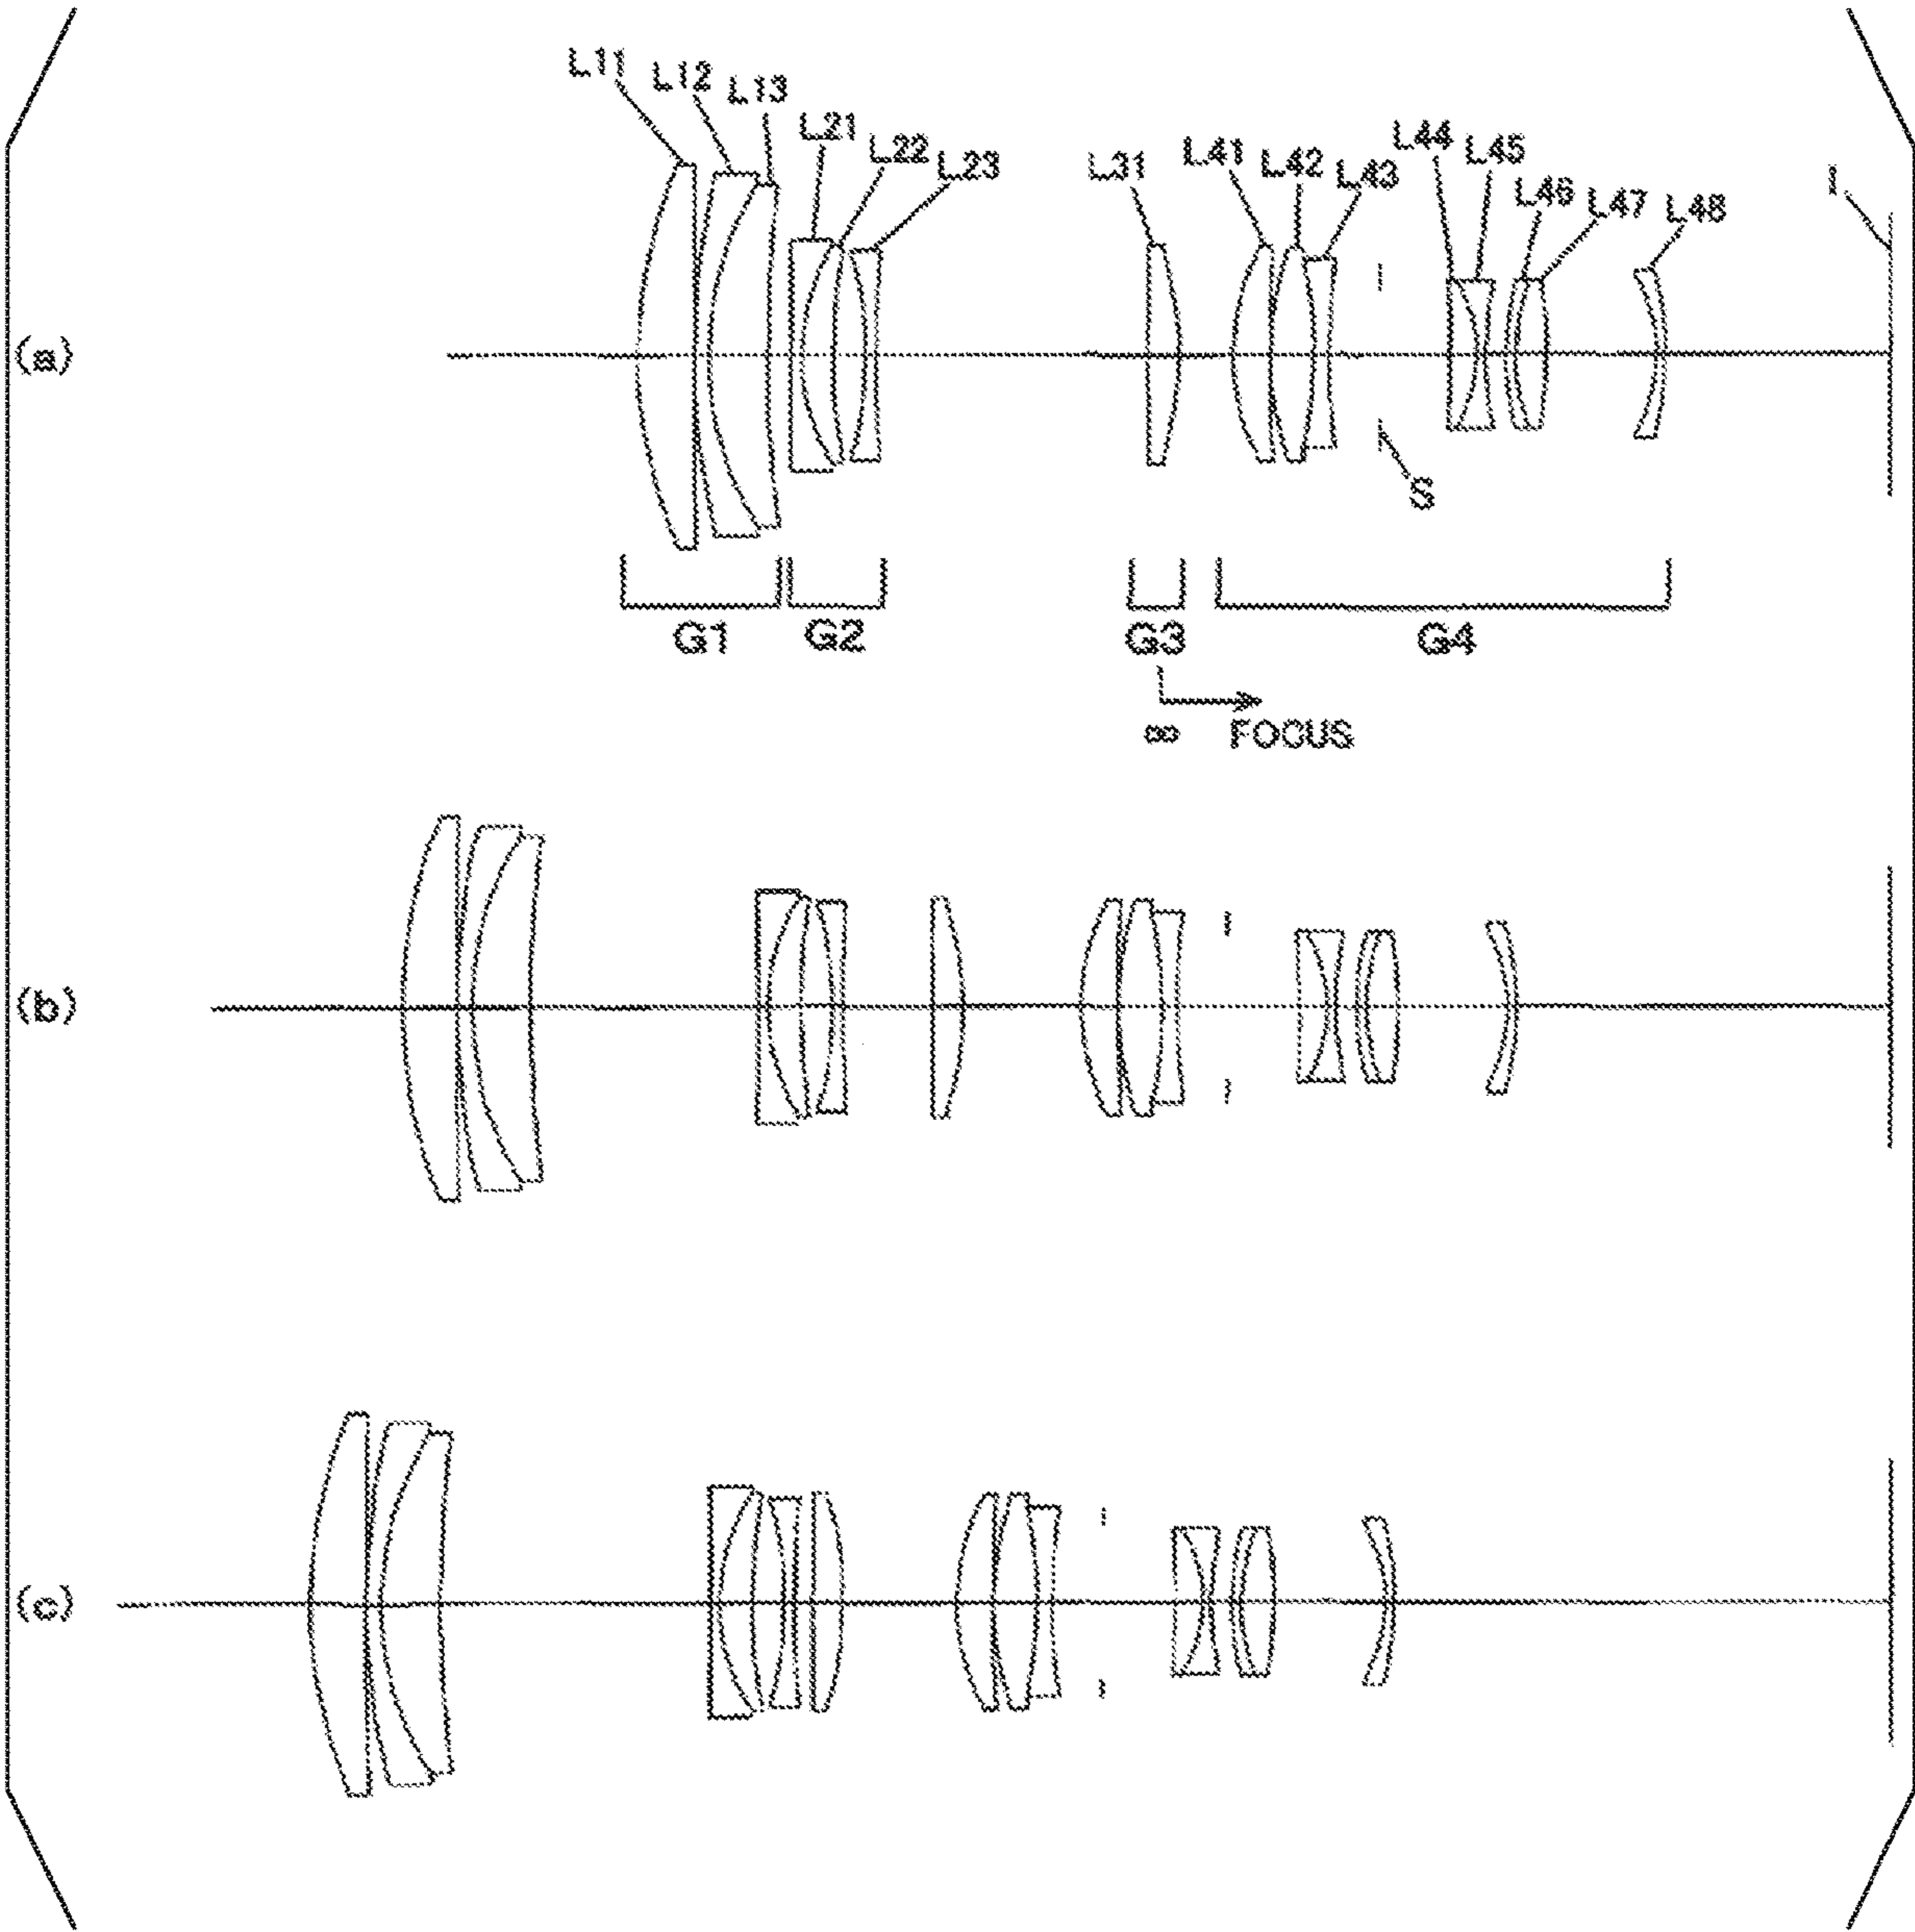 L11 L12 L13 L21 L22 L23 L31 L41 L42 L43 L44 L45 L46 L47 L48 I
(a)
S
G1 G2 G3 G4
∞ FOCUS
(b)
(c)